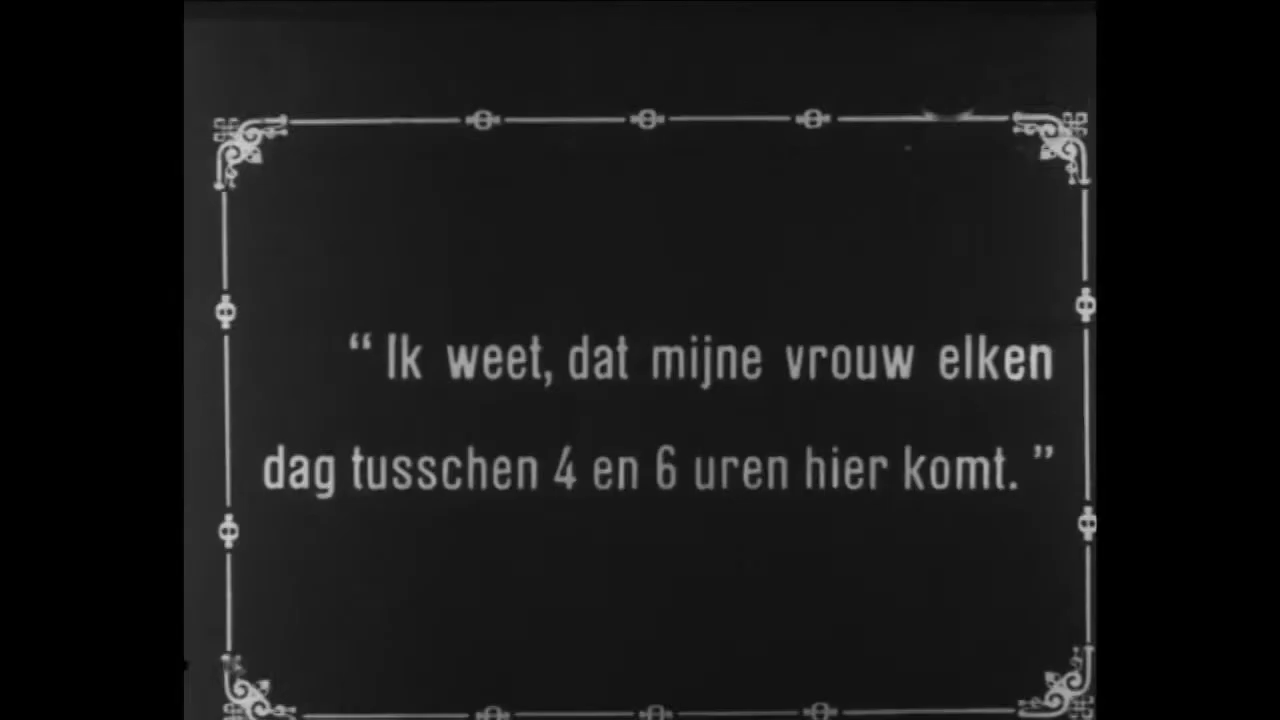 “ Ik weet, dat mijne vrouw elken
dag tusschen 4 en 6 uren hier komt. ”